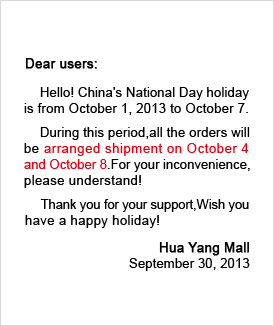 Dear users:
Hello! China's National Day holiday
is from October 1, 2013 to October 7.
During this period,all the orders will
be arranged shipment on October 4
and October 8.For your inconvenience,
please understand!
Thank you for your support,Wish you
have a happy holiday!
Hua Yang Mall
September 30, 2013